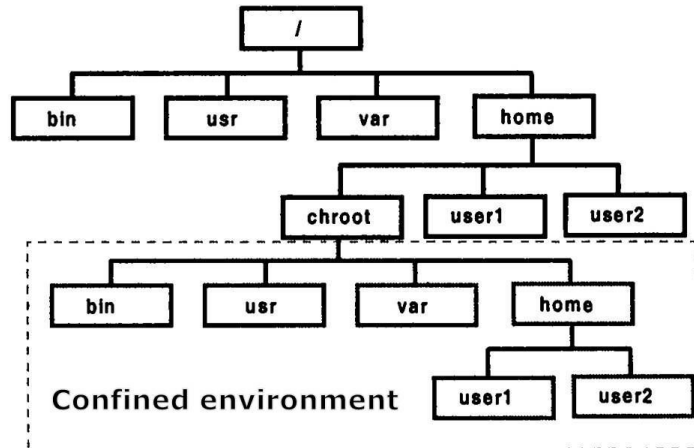 /
bin usr var home
chroot user1 user2
bin usr var home
user1 user2
Confined environment